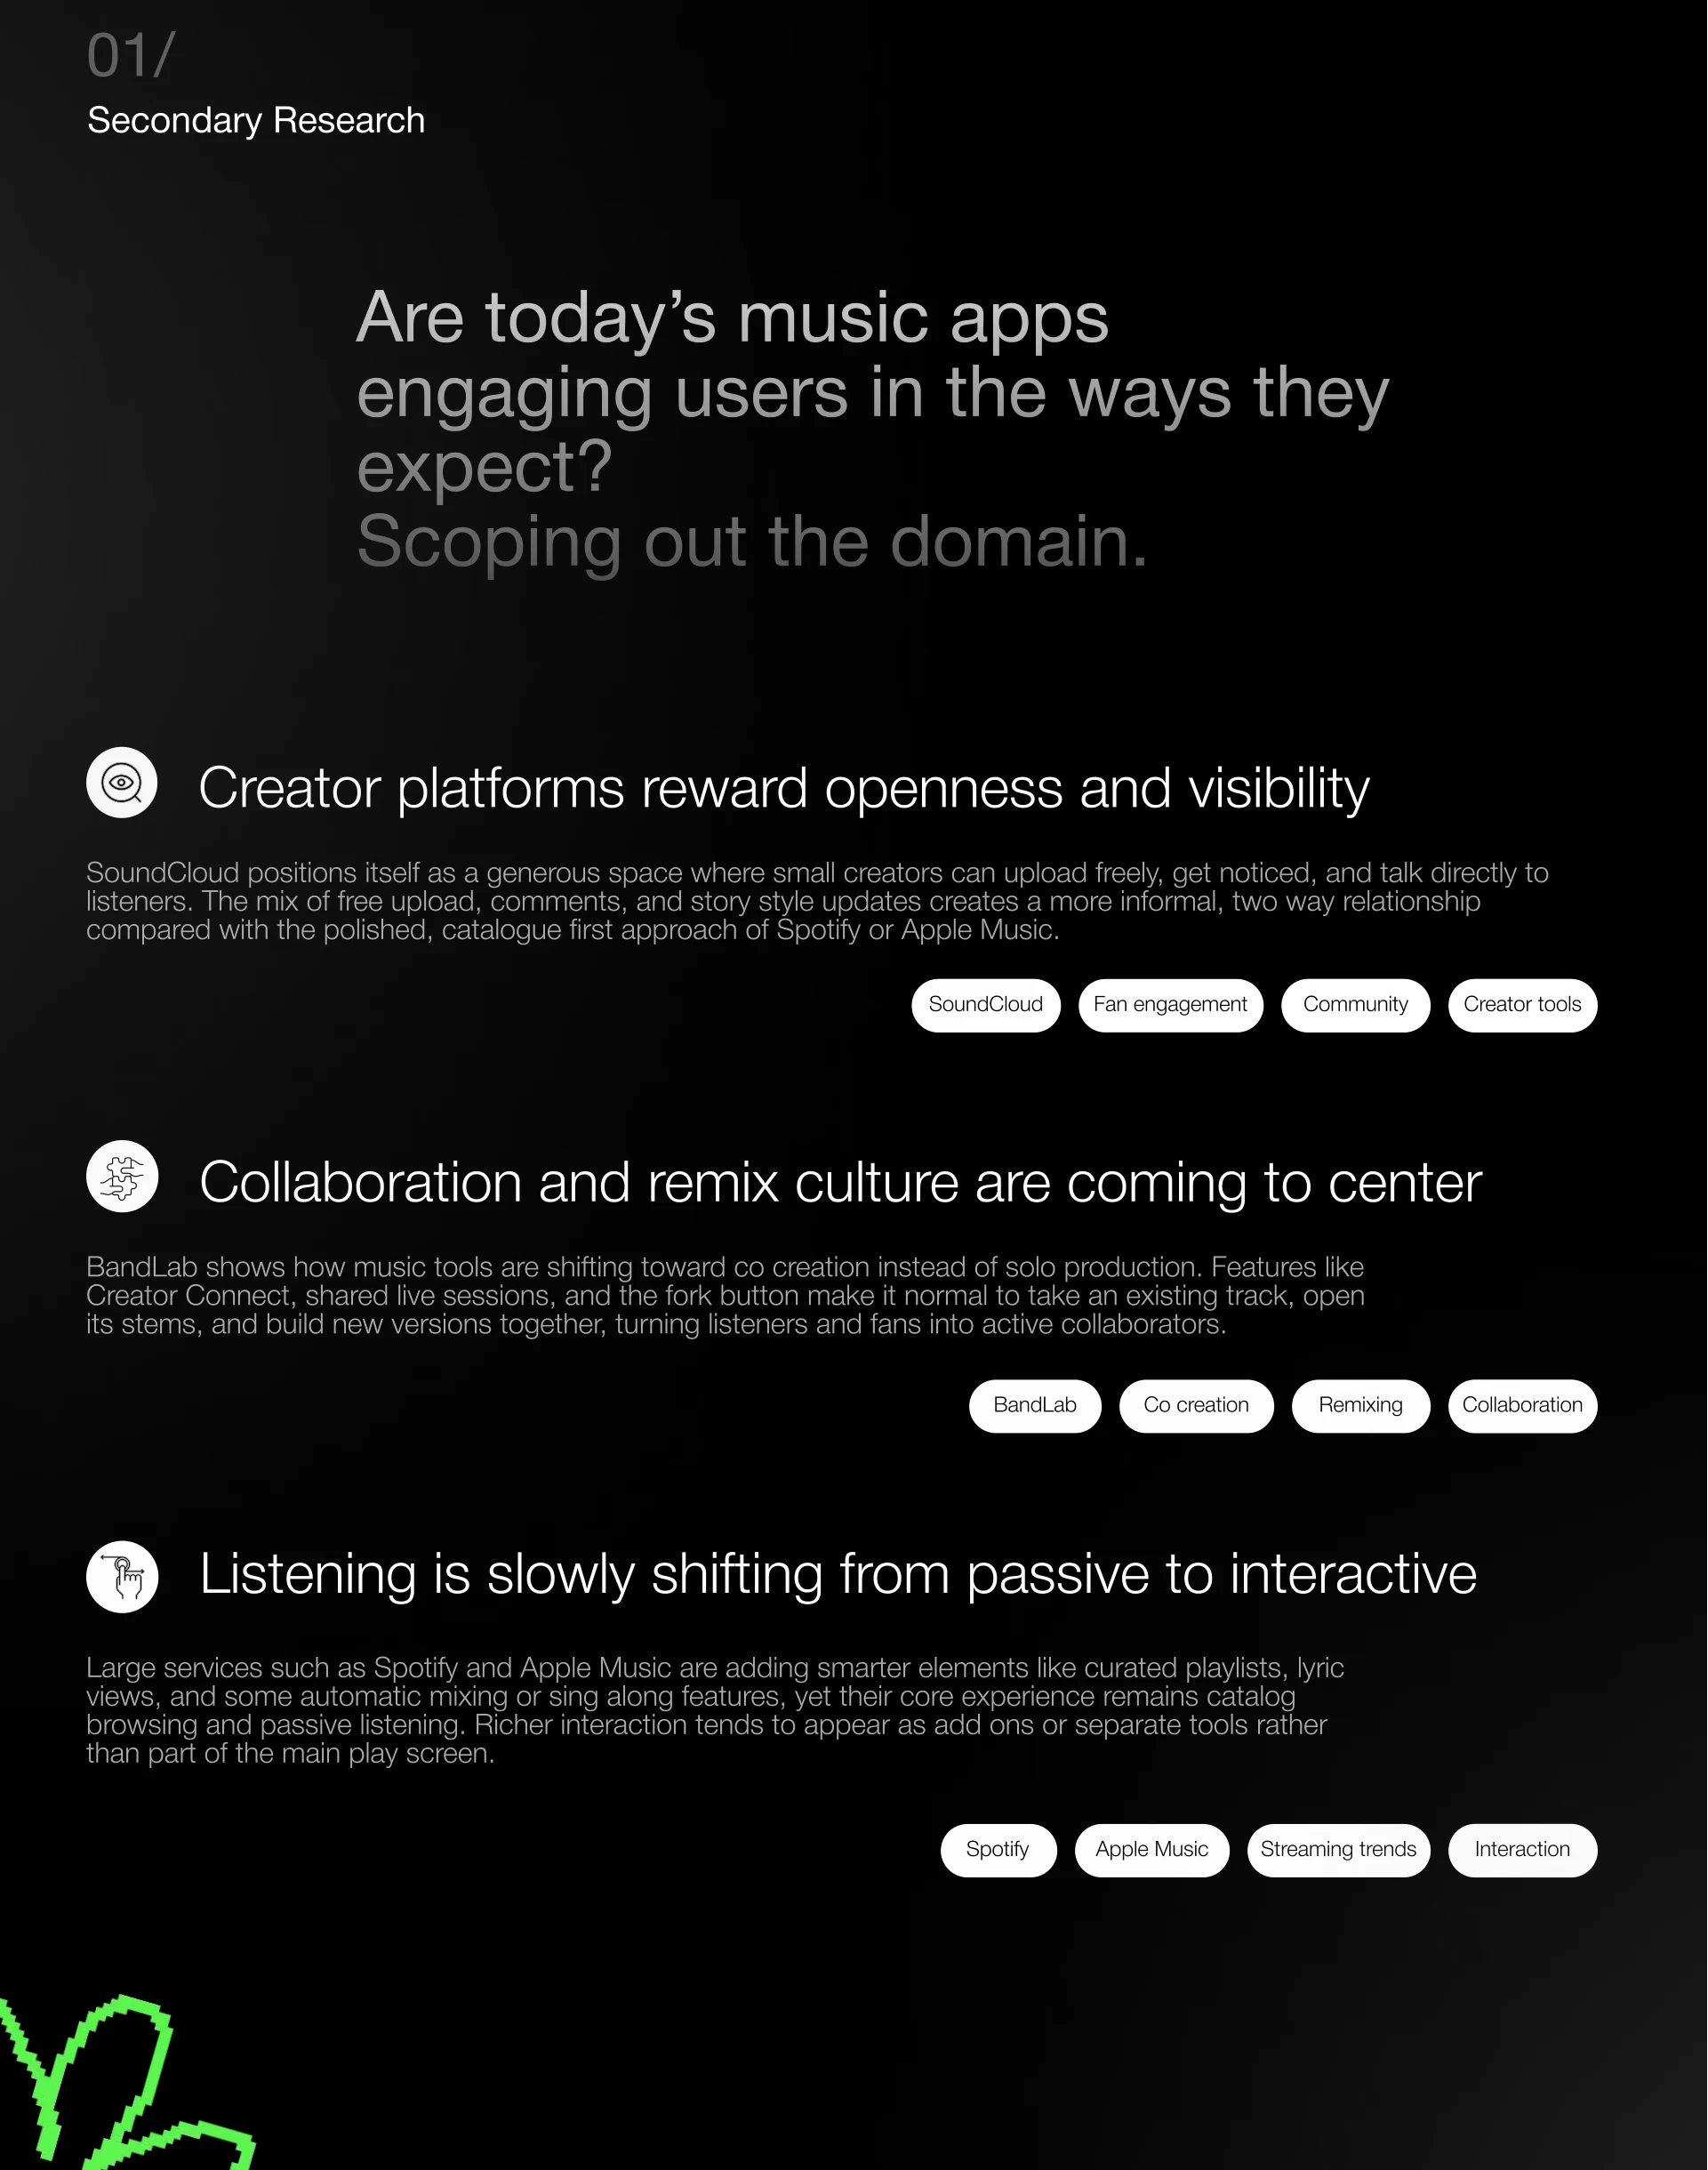 01/
Secondary Research
Are today’s music apps
engaging users in the ways they
expect?
Scoping out the domain.
Creator platforms reward openness and visibility
SoundCloud positions itself as a generous space where small creators can upload freely, get noticed, and talk directly to
listeners. The mix of free upload, comments, and story style updates creates a more informal, two way relationship
compared with the polished, catalogue first approach of Spotify or Apple Music.
SoundCloud Fan engagement Community Creator tools
Collaboration and remix culture are coming to center
BandLab shows how music tools are shifting toward co creation instead of solo production. Features like
Creator Connect, shared live sessions, and the fork button make it normal to take an existing track, open
its stems, and build new versions together, turning listeners and fans into active collaborators.
BandLab Co creation Remixing Collaboration
Listening is slowly shifting from passive to interactive
Large services such as Spotify and Apple Music are adding smarter elements like curated playlists, lyric
views, and some automatic mixing or sing along features, yet their core experience remains catalog
browsing and passive listening. Richer interaction tends to appear as add ons or separate tools rather
than part of the main play screen.
Spotify Apple Music Streaming trends Interaction